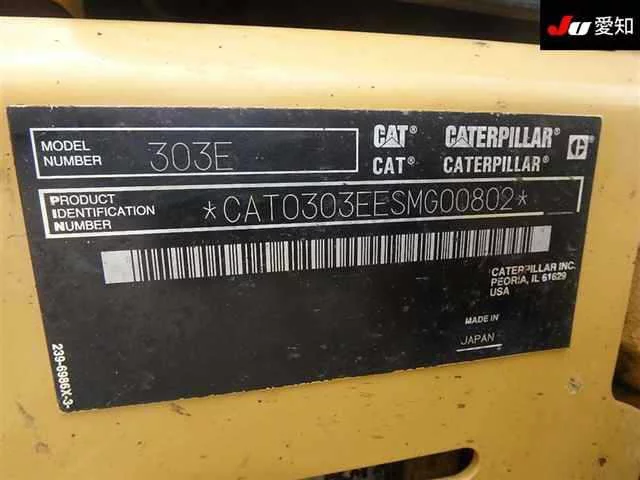 JU 愛知
MODEL
NUMBER
303E
CAT® CATERPILLAR®
CAT® CATERPILLAR®
C
PRODUCT
IDENTIFICATION
NUMBER
*CAT0303EESMG00802*
CATERPILLAR INC.
PEORIA, IL 61629
USA
MADE IN
JAPAN
239-6986X-3